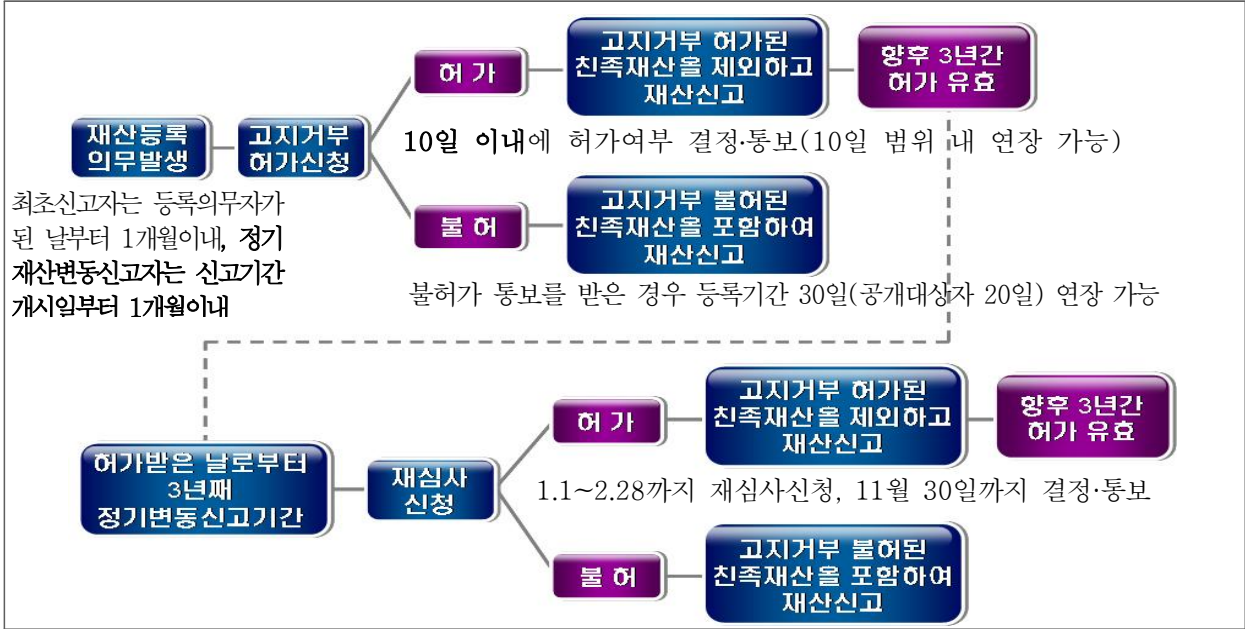 재산등록
의무발생
최초신고자는 등록의무자가
된 날부터 1개월이내, 정기
재산변동신고자는 신고기간
개시일부터 1개월이내
고지거부
허가신청
허 가
고지거부 허가된
친족재산을 제외하고
재산신고
향후 3년간
허가 유효
10일 이내에 허가여부 결정·통보(10일 범위 내 연장 가능)
불 허
고지거부 불허된
친족재산을 포함하여
재산신고
불허가 통보를 받은 경우 등록기간 30일(공개대상자 20일) 연장 가능
허가받은 날로부터
3년째
정기변동신고기간
재심사
신청
허 가
고지거부 허가된
친족재산을 제외하고
재산신고
향후 3년간
허가 유효
1.1~2.28까지 재심사신청, 11월 30일까지 결정·통보
불 허
고지거부 불허된
친족재산을 포함하여
재산신고